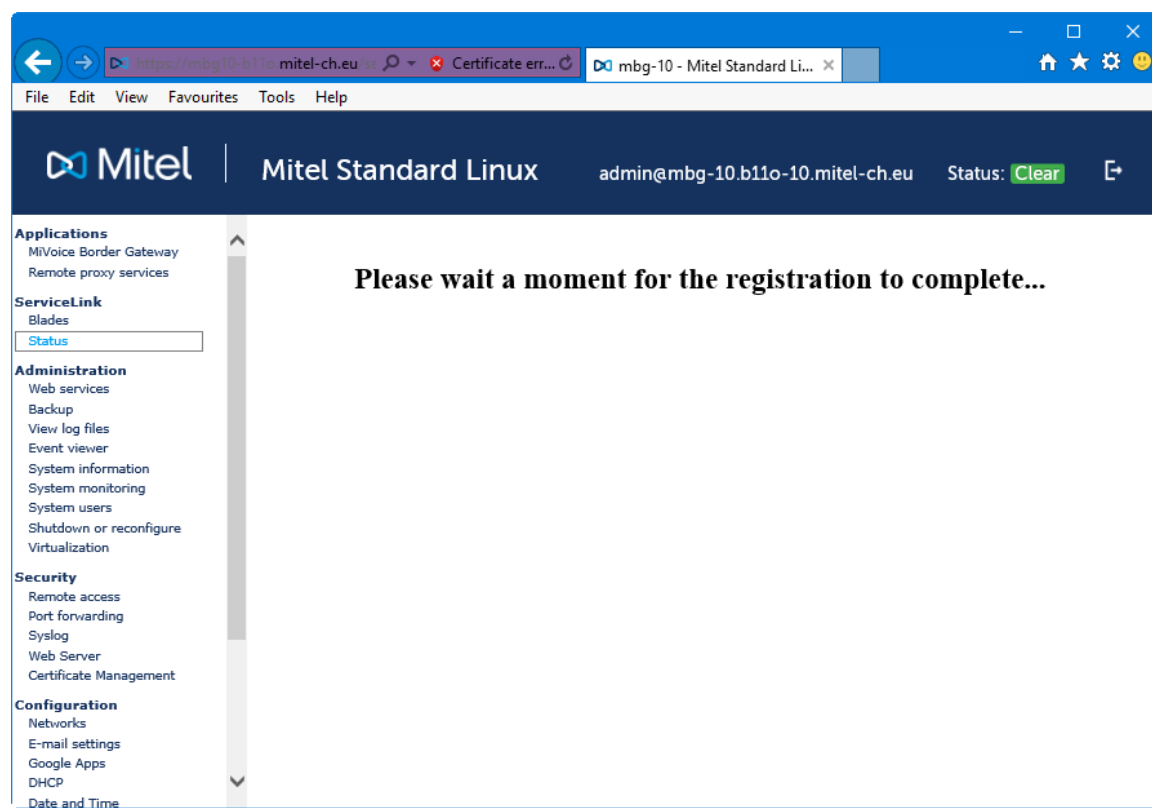 https://mbg10-b11o.mitel-ch.eu
Certificate err...
mbg-10 - Mitel Standard Li...
File Edit View Favourites Tools Help
Mitel
Mitel Standard Linux
admin@mbg-10.b11o-10.mitel-ch.eu
Status: Clear
Applications
MiVoice Border Gateway
Remote proxy services
ServiceLink
Blades
Status
Administration
Web services
Backup
View log files
Event viewer
System information
System monitoring
System users
Shutdown or reconfigure
Virtualization
Security
Remote access
Port forwarding
Syslog
Web Server
Certificate Management
Configuration
Networks
E-mail settings
Google Apps
DHCP
Date and Time
Please wait a moment for the registration to complete...